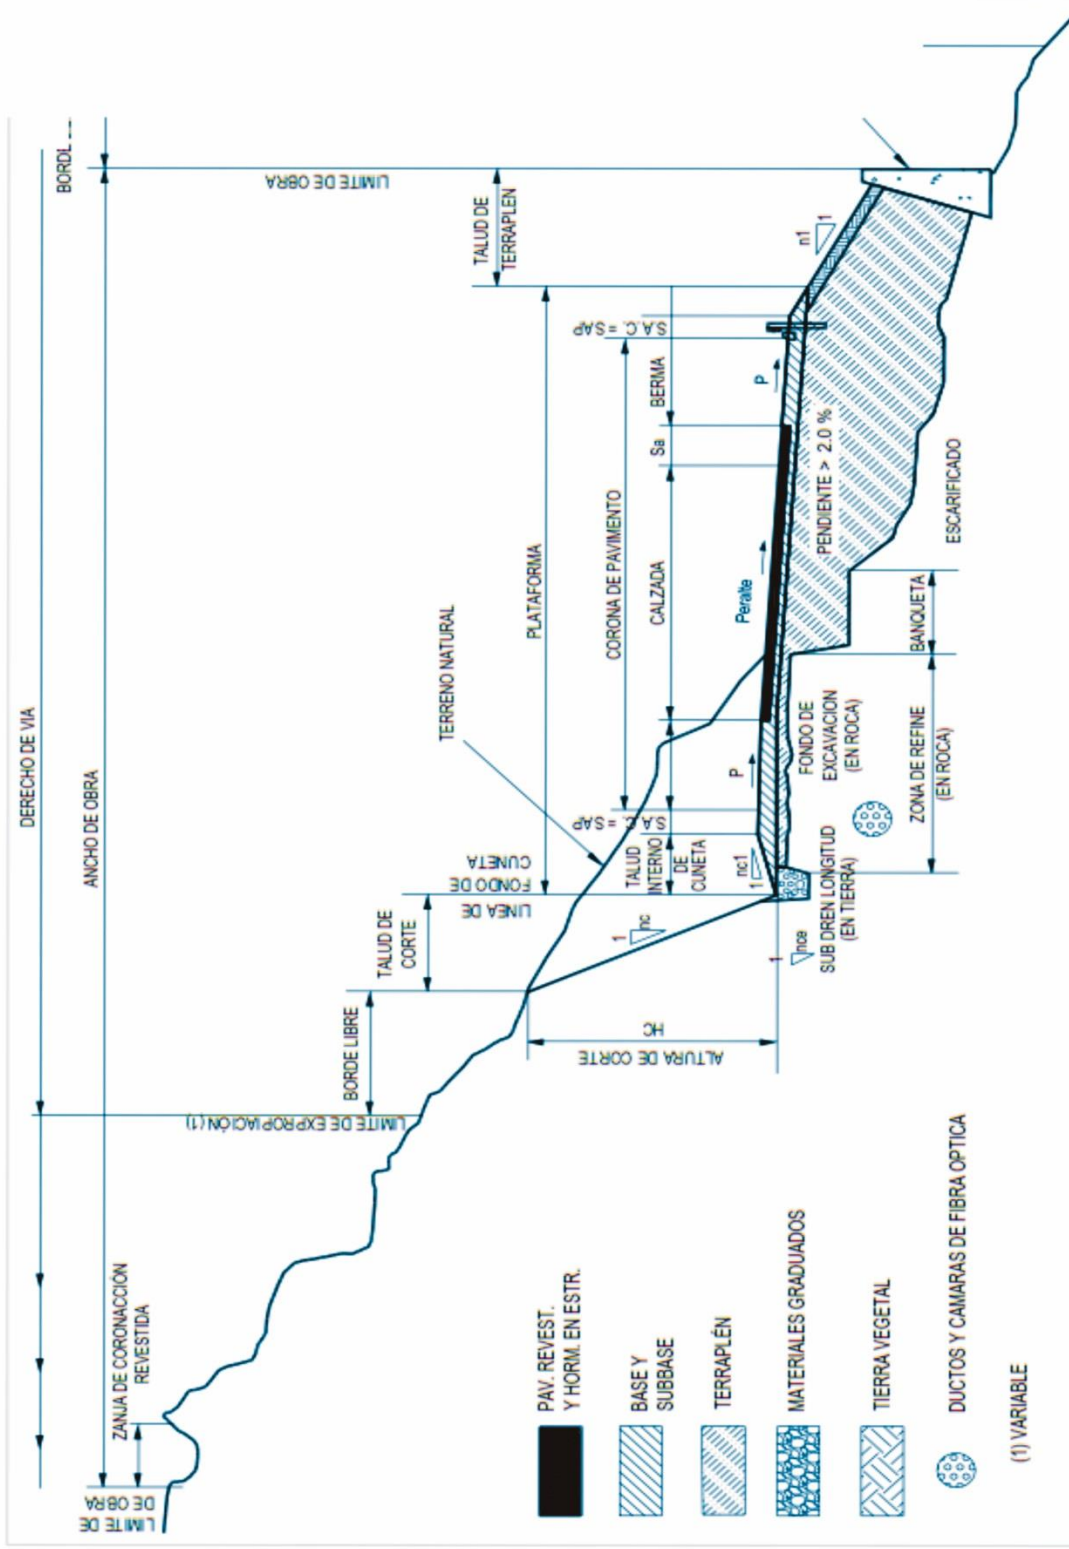 DERECHO DE VIA
ANCHO DE OBRA
LIMITE DE
DE OBRA
ZANJA DE CORONACCIÓN
REVESTIDA
LIMITE DE EXPROPIACIÓN (1)
BORDE LIBRE
TALUD DE
CORTE
LINEA DE
FONDO DE
CUNETA
TERRENO NATURAL
PLATAFORMA
TALUD DE
TERRAPLEN
LIMITE DE OBRA
CORONA DE PAVIMENTO
S.A.C. = SAP
S.A.C. = SAP
TALUD
INTERNO
DE
CUNETA
CALZADA
Sa
BERMA
ALTURA DE CORTE
HC
1
nc
1
nc1
P
Peralte
P
n1
1
1
nce
PENDIENTE > 2.0 %
SUB DREN LONGITUD
(EN TIERRA)
FONDO DE
EXCAVACION
(EN ROCA)
ZONA DE REFINE
(EN ROCA)
BANQUETA
ESCARIFICADO
PAV. REVEST.
Y HORM. EN ESTR.
BASE Y
SUBBASE
TERRAPLÉN
MATERIALES GRADUADOS
TIERRA VEGETAL
DUCTOS Y CAMARAS DE FIBRA OPTICA
(1) VARIABLE